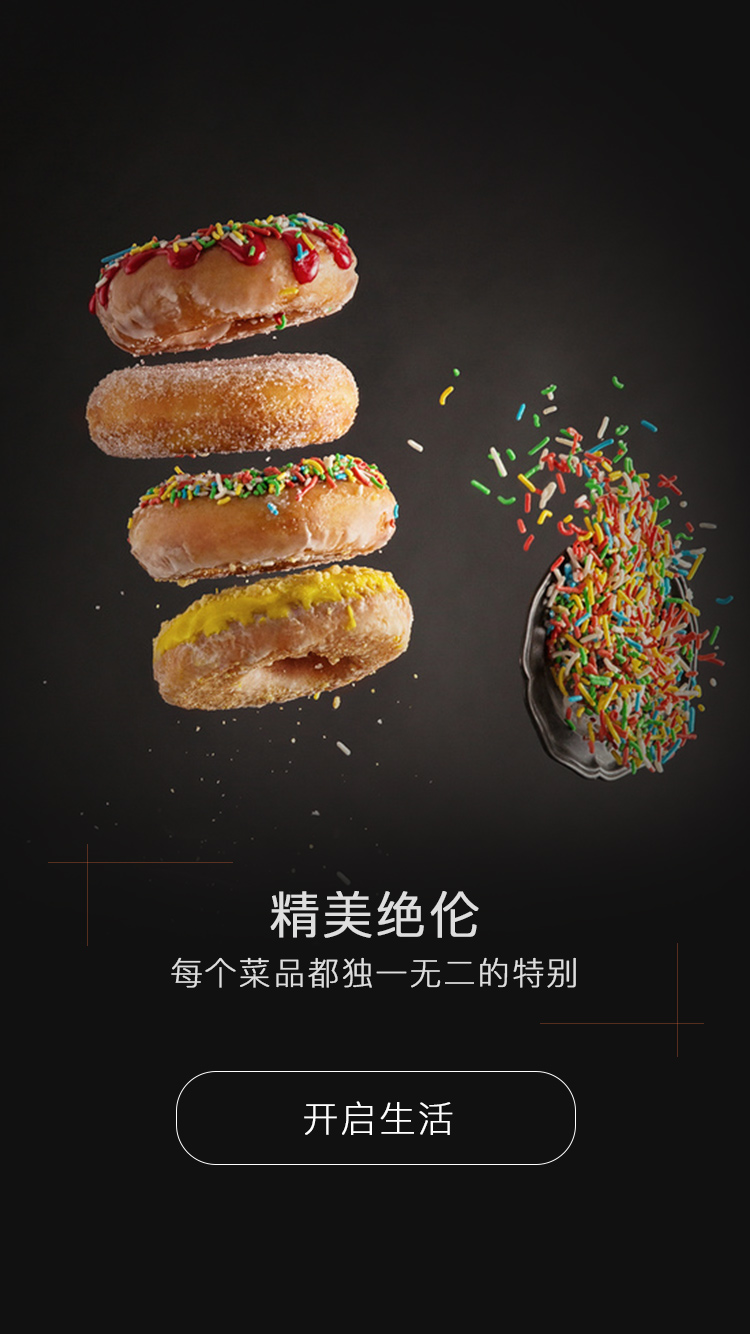 精美绝伦
每个菜品都独一无二的特别
开启生活